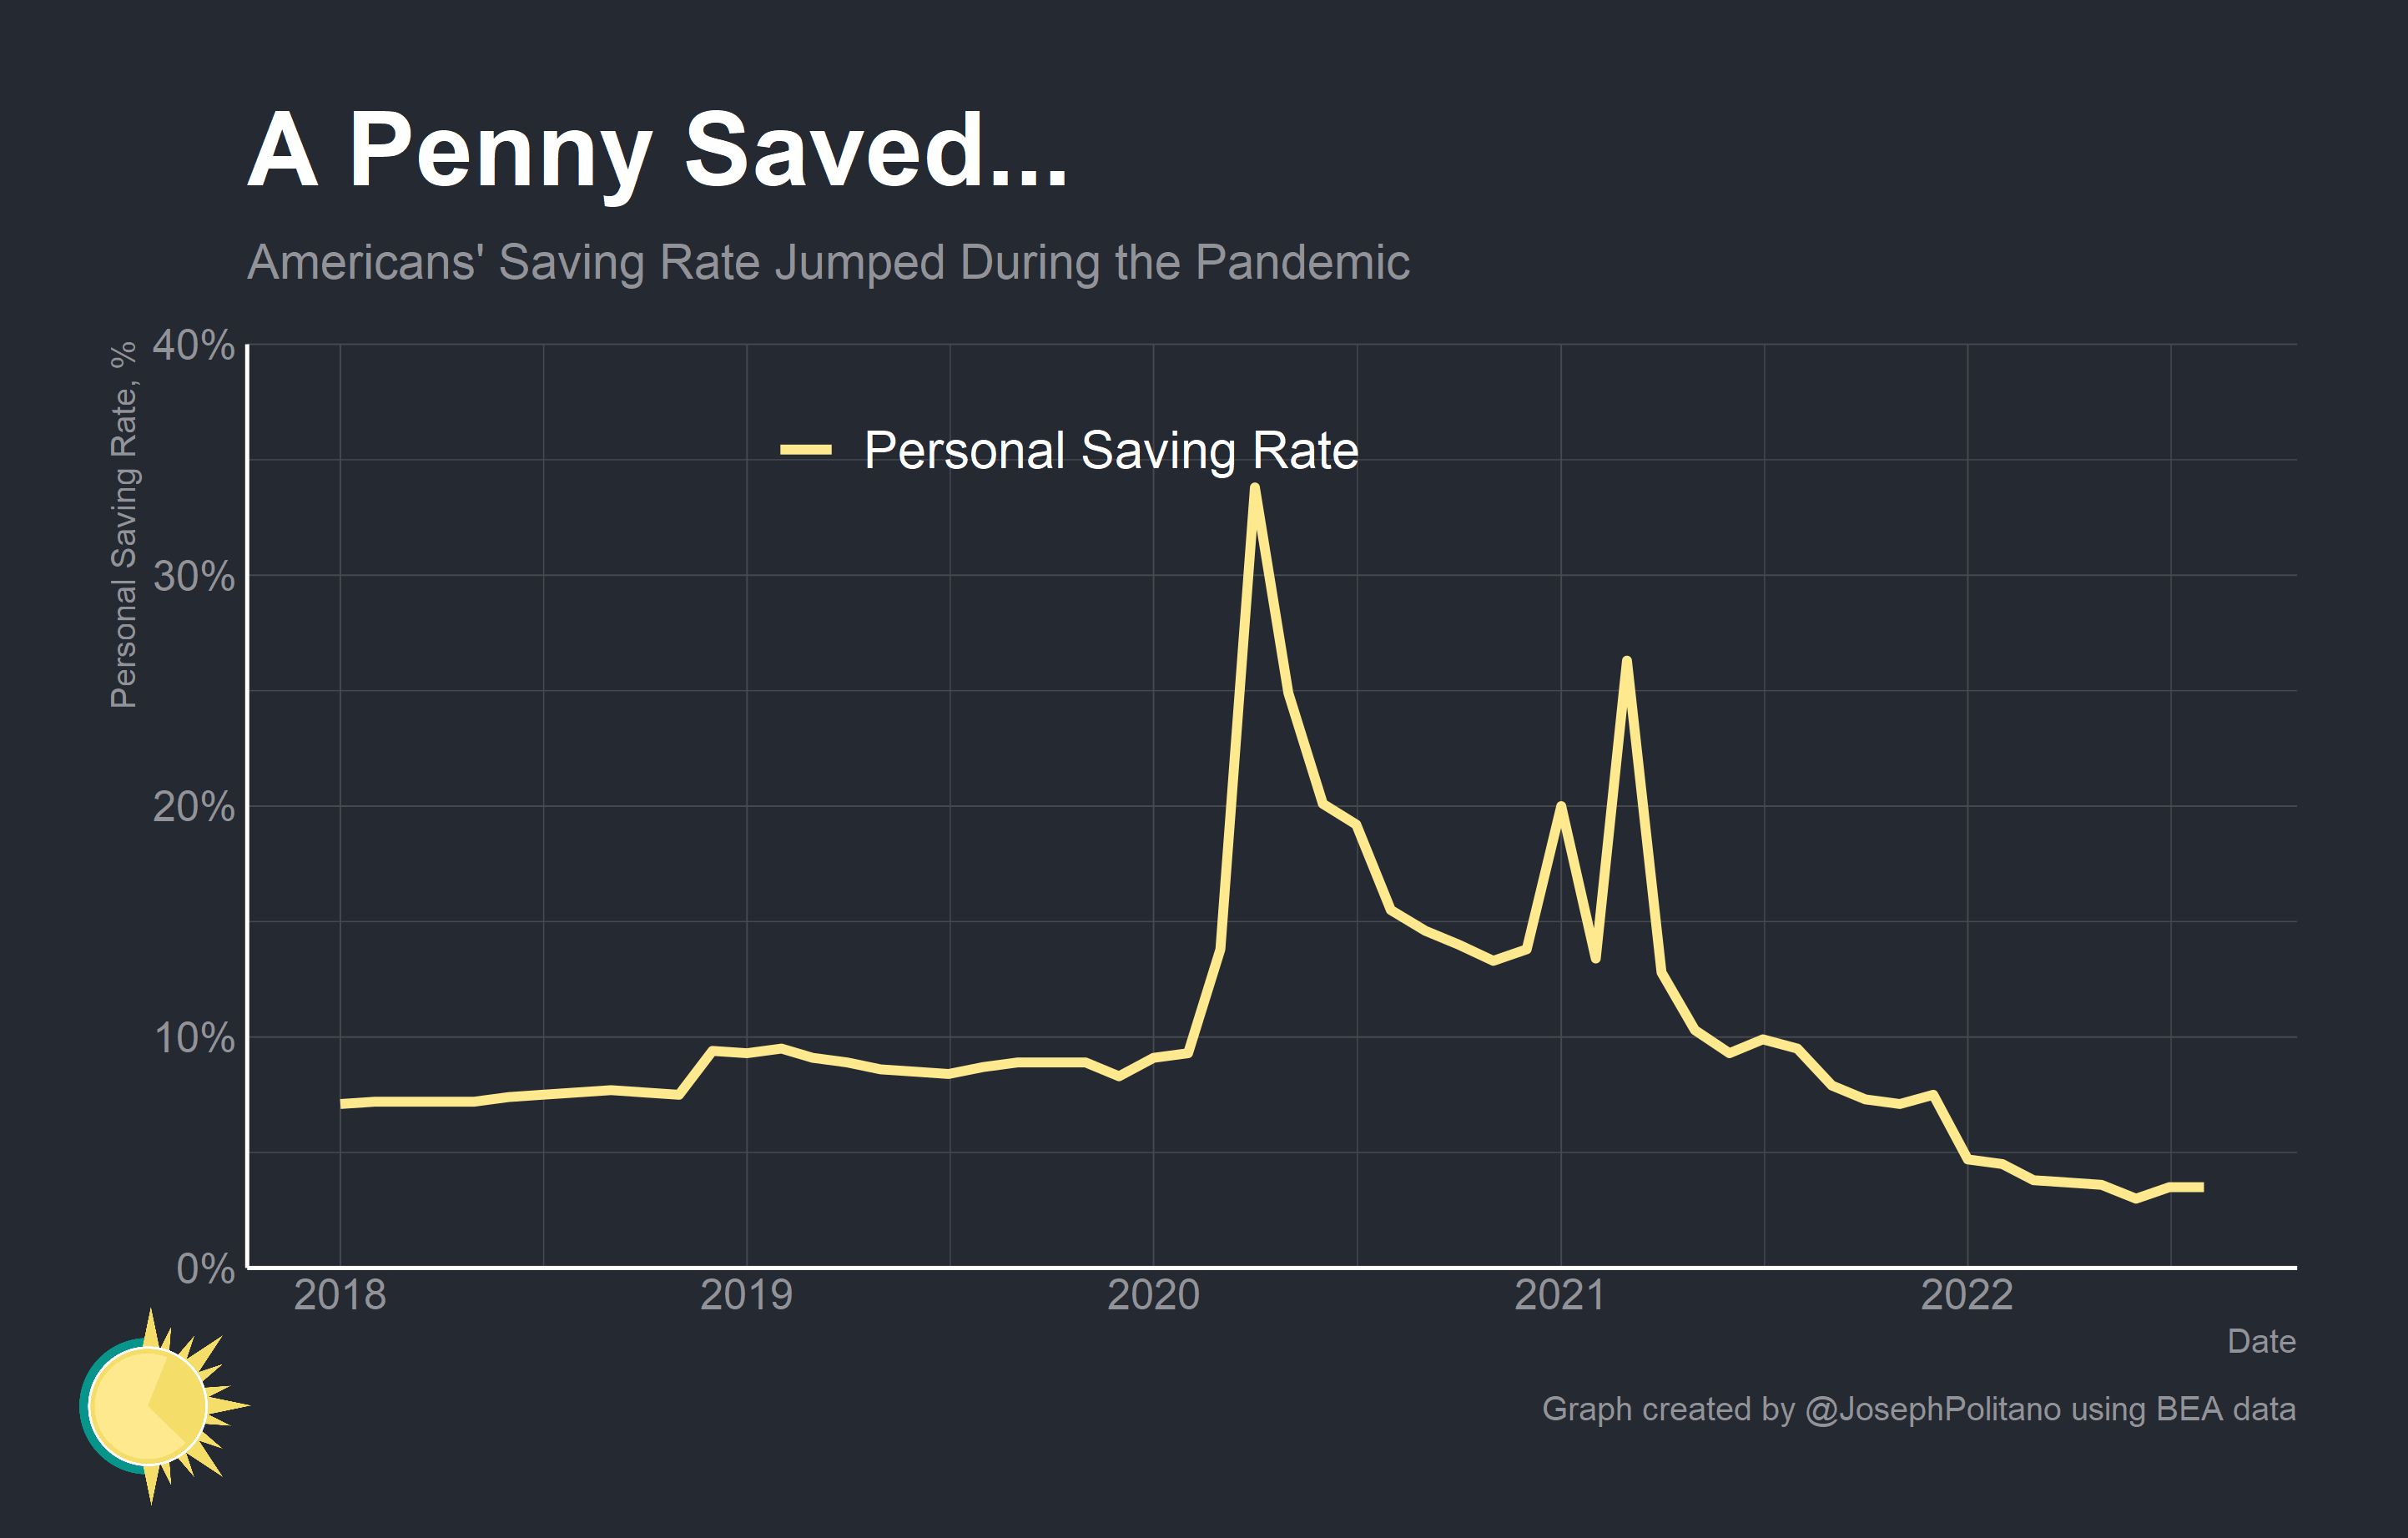 A Penny Saved...
Americans' Saving Rate Jumped During the Pandemic
Personal Saving Rate, %
40%
Personal Saving Rate
30%
20%
10%
0%
2018 2019 2020 2021 2022
Date
Graph created by @JosephPolitano using BEA data